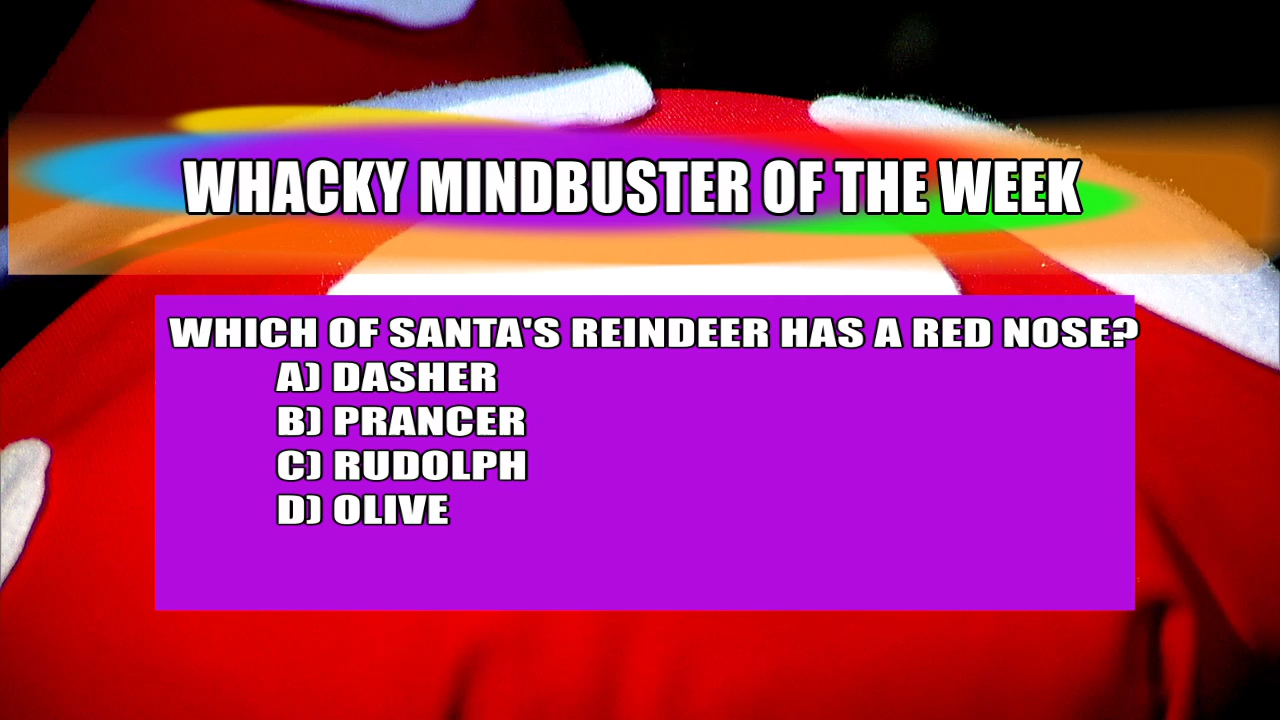 WHACKY MINDBUSTER OF THE WEEK
WHICH OF SANTA'S REINDEER HAS A RED NOSE?
A) DASHER
B) PRANCER
C) RUDOLPH
D) OLIVE